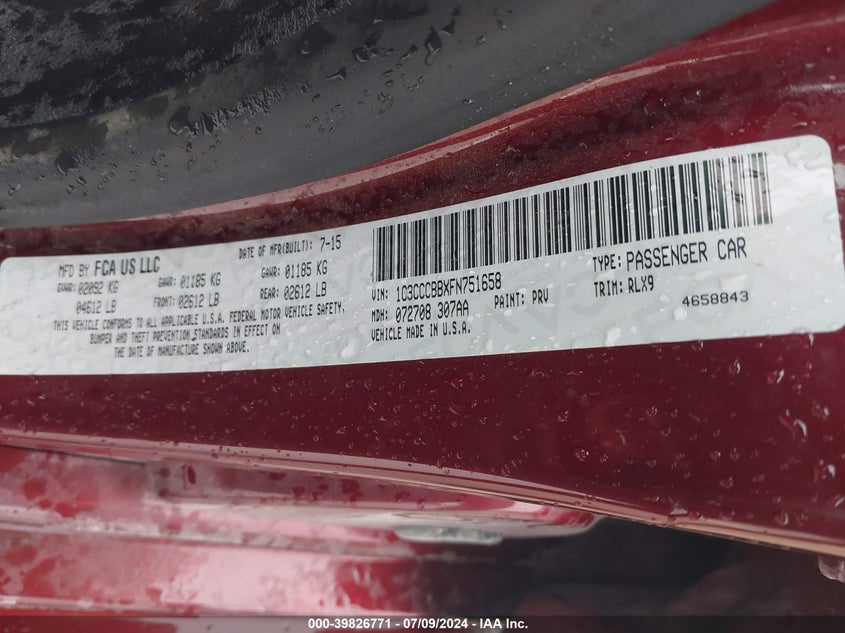 MFD BY FCA US LLC DATE OF MFR(BUILT): 7-15
GVWR: 02092 KG GAWR: 01185 KG GAWR: 01185 KG
04612 LB FRONT: 02612 LB REAR: 02612 LB
THIS VEHICLE CONFORMS TO ALL APPLICABLE U.S.A. FEDERAL MOTOR VEHICLE SAFETY,
BUMPER AND THEFT PREVENTION STANDARDS IN EFFECT ON
THE DATE OF MANUFACTURE SHOWN ABOVE.
VIN: 1C3CCCBBXFN751658 TYPE: PASSENGER CAR
MDH: 072708 307AA PAINT: PRV TRIM: RLX9
VEHICLE MADE IN U.S.A. 4658843
000-39826771 - 07/09/2024 - IAA Inc.